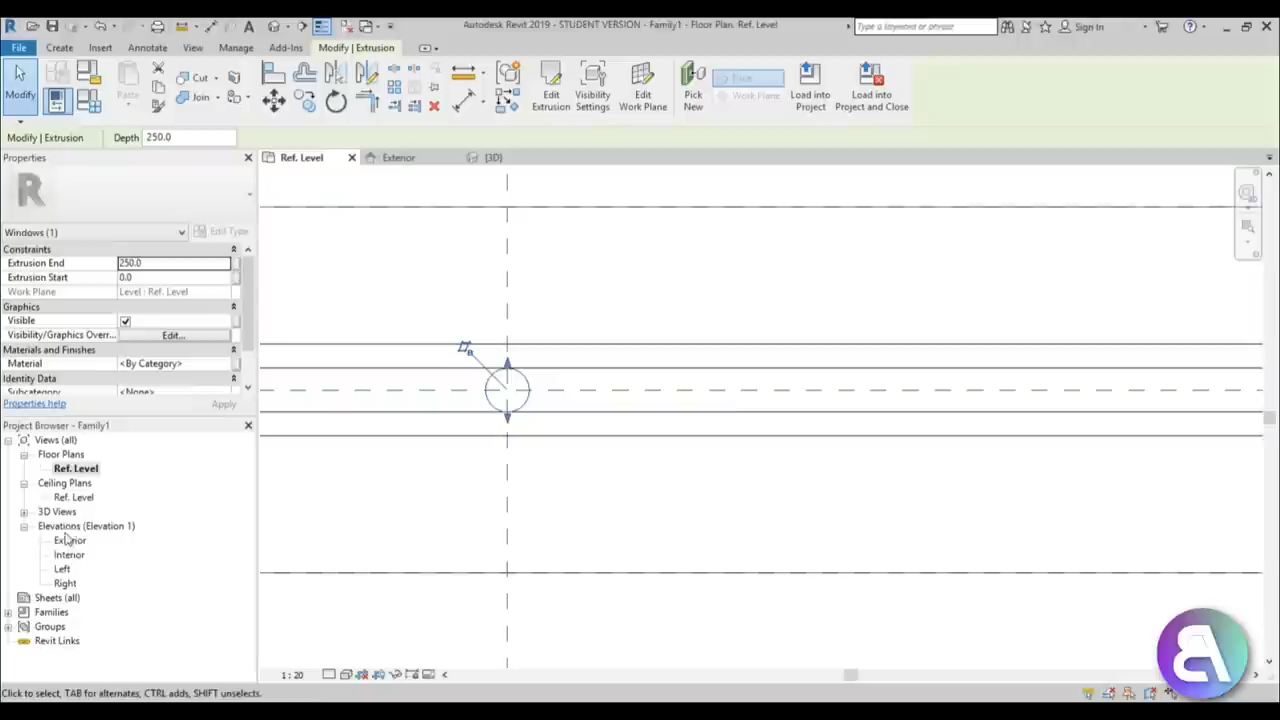 Autodesk Revit 2019 - STUDENT VERSION - Family1 - Floor Plan. Ref. Level
Type a keyword or phrase
Sign In
File Create Insert Annotate View Manage Add-Ins Modify | Extrusion
Modify
Paste
Cut
Join
Edit Extrusion
Visibility Settings
Edit Work Plane
Pick New
Face
Work Plane
Load into Project
Load into Project and Close
Modify | Extrusion Depth 250.0
Properties
Ref. Level Exterior {3D}
Windows (1) Edit Type
Constraints
Extrusion End 250.0
Extrusion Start 0.0
Work Plane Level : Ref. Level
Graphics
Visible
Visibility/Graphics Overr... Edit...
Materials and Finishes
Material <By Category>
Identity Data
Subcategory <None>
Properties help Apply
Project Browser - Family1
Views (all)
Floor Plans
Ref. Level
Ceiling Plans
Ref. Level
3D Views
Elevations (Elevation 1)
Exterior
Interior
Left
Right
Sheets (all)
Families
Groups
Revit Links
1 : 20
Click to select, TAB for alternates, CTRL adds, SHIFT unselects.